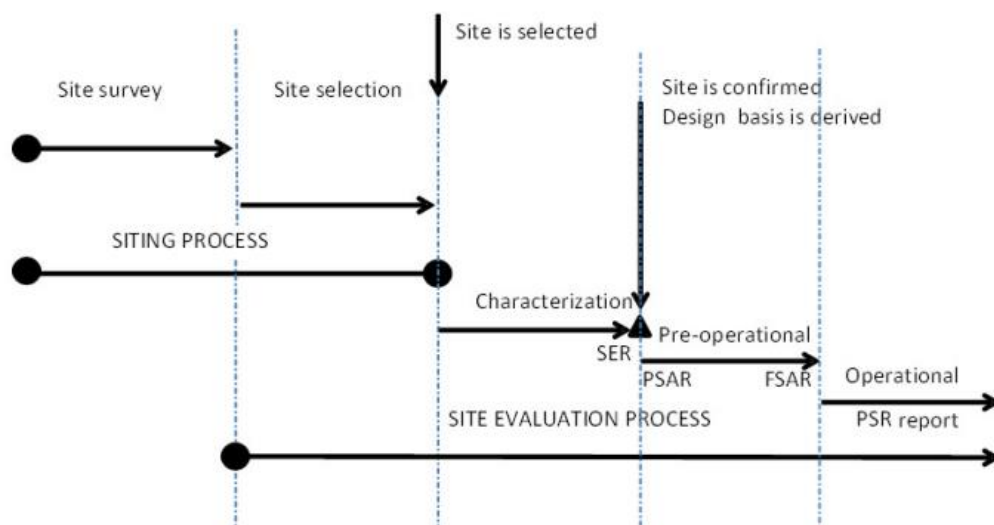 Site is selected
Site survey
Site selection
Site is confirmed
Design basis is derived
SITING PROCESS
Characterization
SER
Pre-operational
PSAR
FSAR
Operational
SITE EVALUATION PROCESS
PSR report